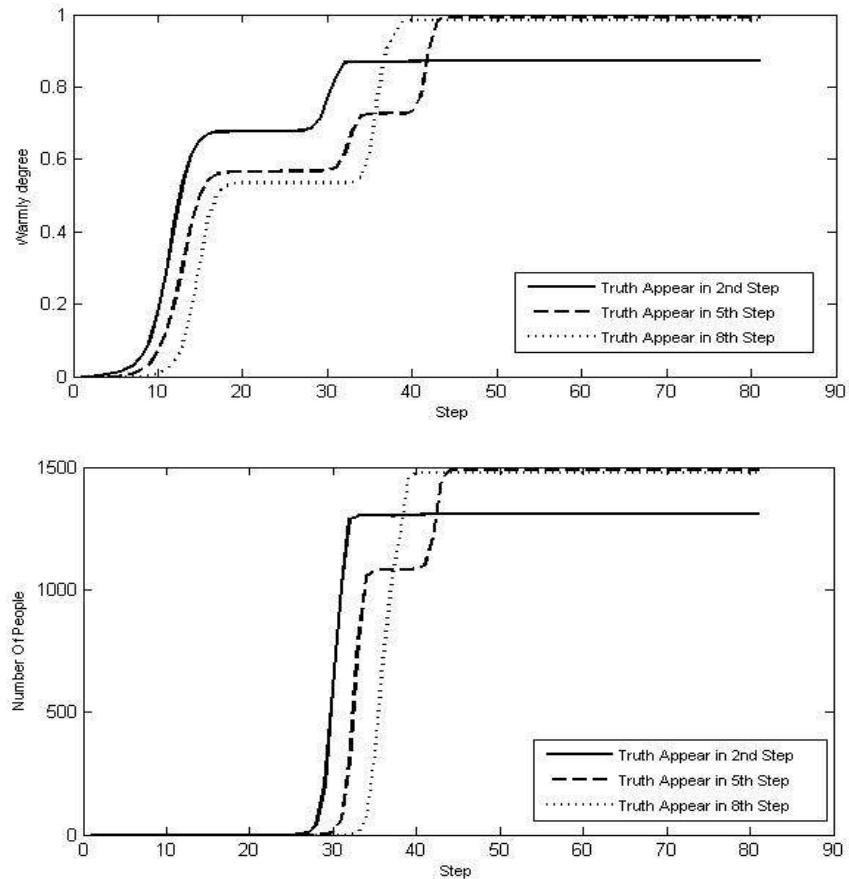 1
0.8
0.6
0.4
0.2
0
Warmly degree
Truth Appear in 2nd Step
Truth Appear in 5th Step
Truth Appear in 8th Step
0 10 20 30 40 50 60 70 80 90
Step
1500
1000
500
0
Number Of People
Truth Appear in 2nd Step
Truth Appear in 5th Step
Truth Appear in 8th Step
0 10 20 30 40 50 60 70 80 90
Step